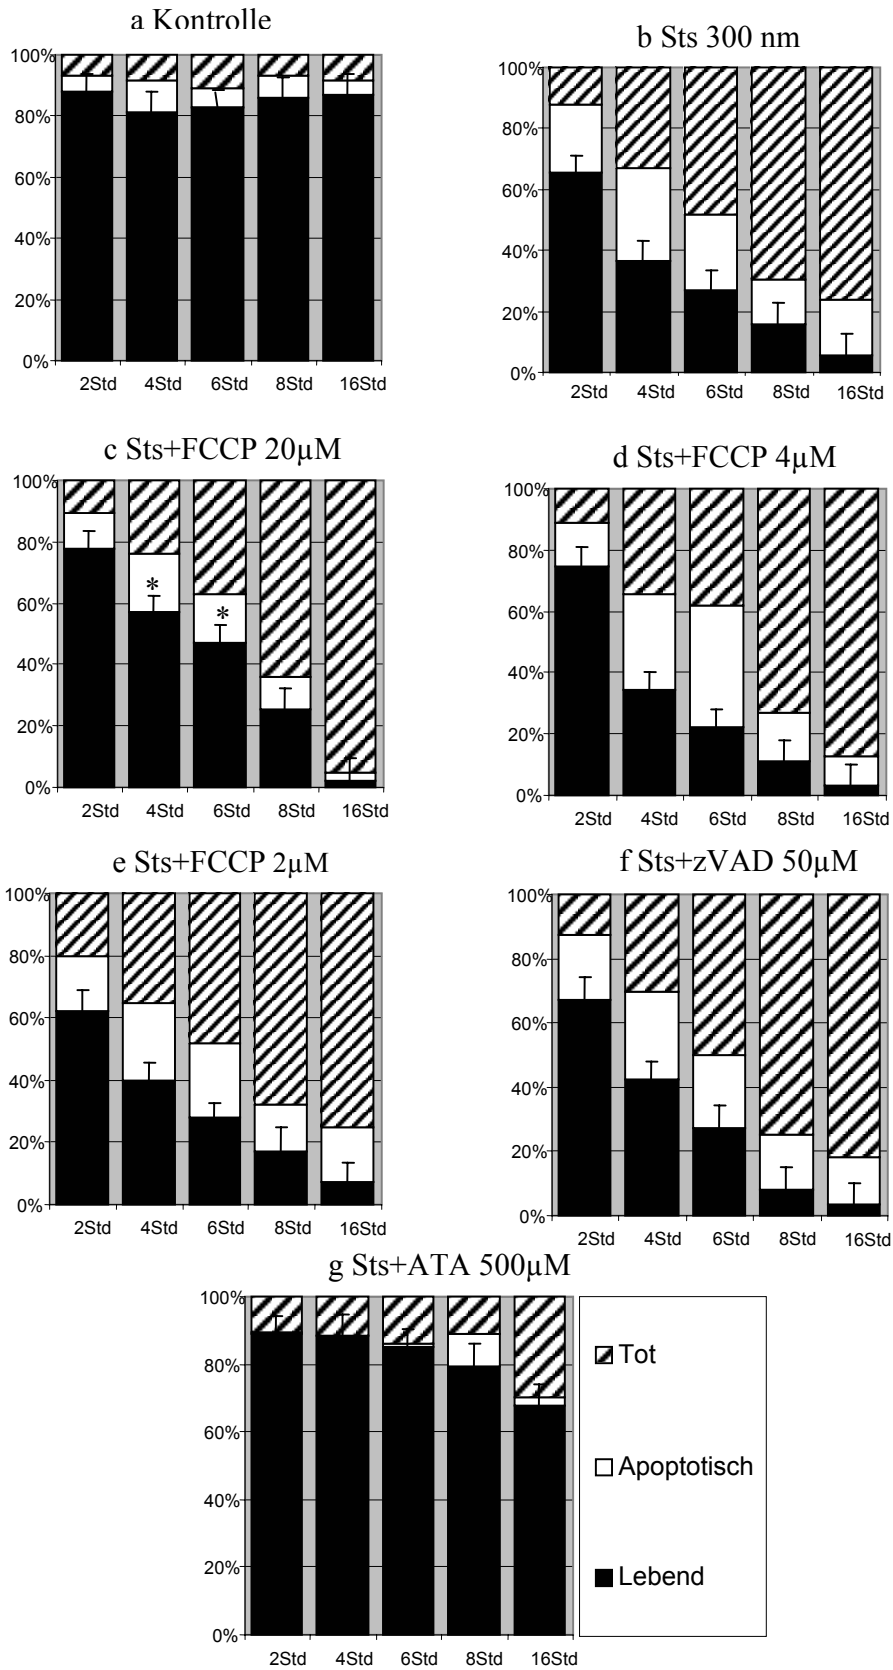 a Kontrolle
100%
80%
60%
40%
20%
0%
2Std 4Std 6Std 8Std 16Std
b Sts 300 nm
100%
80%
60%
40%
20%
0%
2Std 4Std 6Std 8Std 16Std
c Sts+FCCP 20µM
100%
80%
60%
40%
20%
0%
* *
2Std 4Std 6Std 8Std 16Std
d Sts+FCCP 4µM
100%
80%
60%
40%
20%
0%
2Std 4Std 6Std 8Std 16Std
e Sts+FCCP 2µM
100%
80%
60%
40%
20%
0%
2Std 4Std 6Std 8Std 16Std
f Sts+zVAD 50µM
100%
80%
60%
40%
20%
0%
2Std 4Std 6Std 8Std 16Std
g Sts+ATA 500µM
100%
80%
60%
40%
20%
0%
2Std 4Std 6Std 8Std 16Std
Tot
Apoptotisch
Lebend